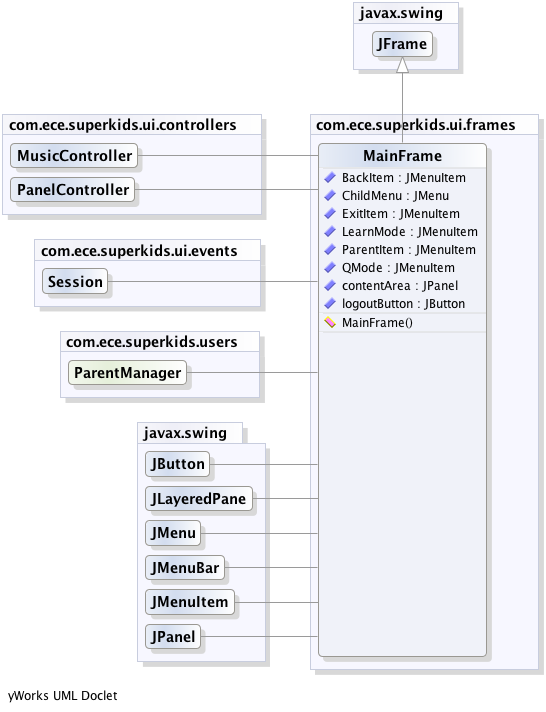 javax.swing
JFrame
com.ece.superkids.ui.controllers
MusicController
PanelController
com.ece.superkids.ui.events
Session
com.ece.superkids.users
ParentManager
javax.swing
JButton
JLayeredPane
JMenu
JMenuBar
JMenuItem
JPanel
com.ece.superkids.ui.frames
MainFrame
BackItem : JMenuItem
ChildMenu : JMenu
ExitItem : JMenuItem
LearnMode : JMenuItem
ParentItem : JMenuItem
QMode : JMenuItem
contentArea : JPanel
logoutButton : JButton
MainFrame()
yWorks UML Doclet